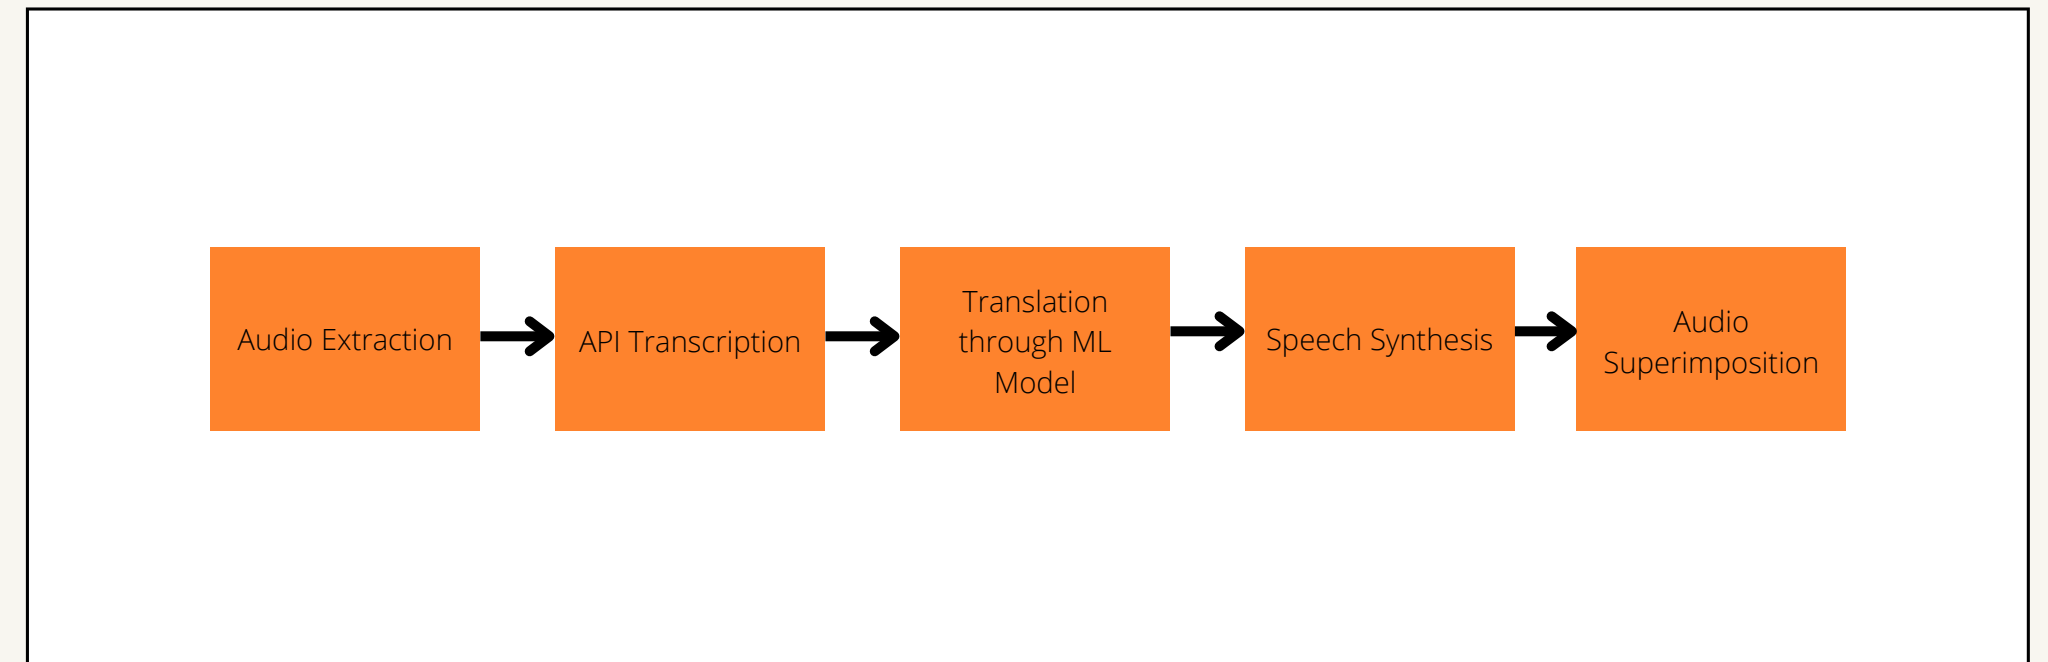 Audio Extraction
API Transcription
Translation
through ML
Model
Speech Synthesis
Audio
Superimposition